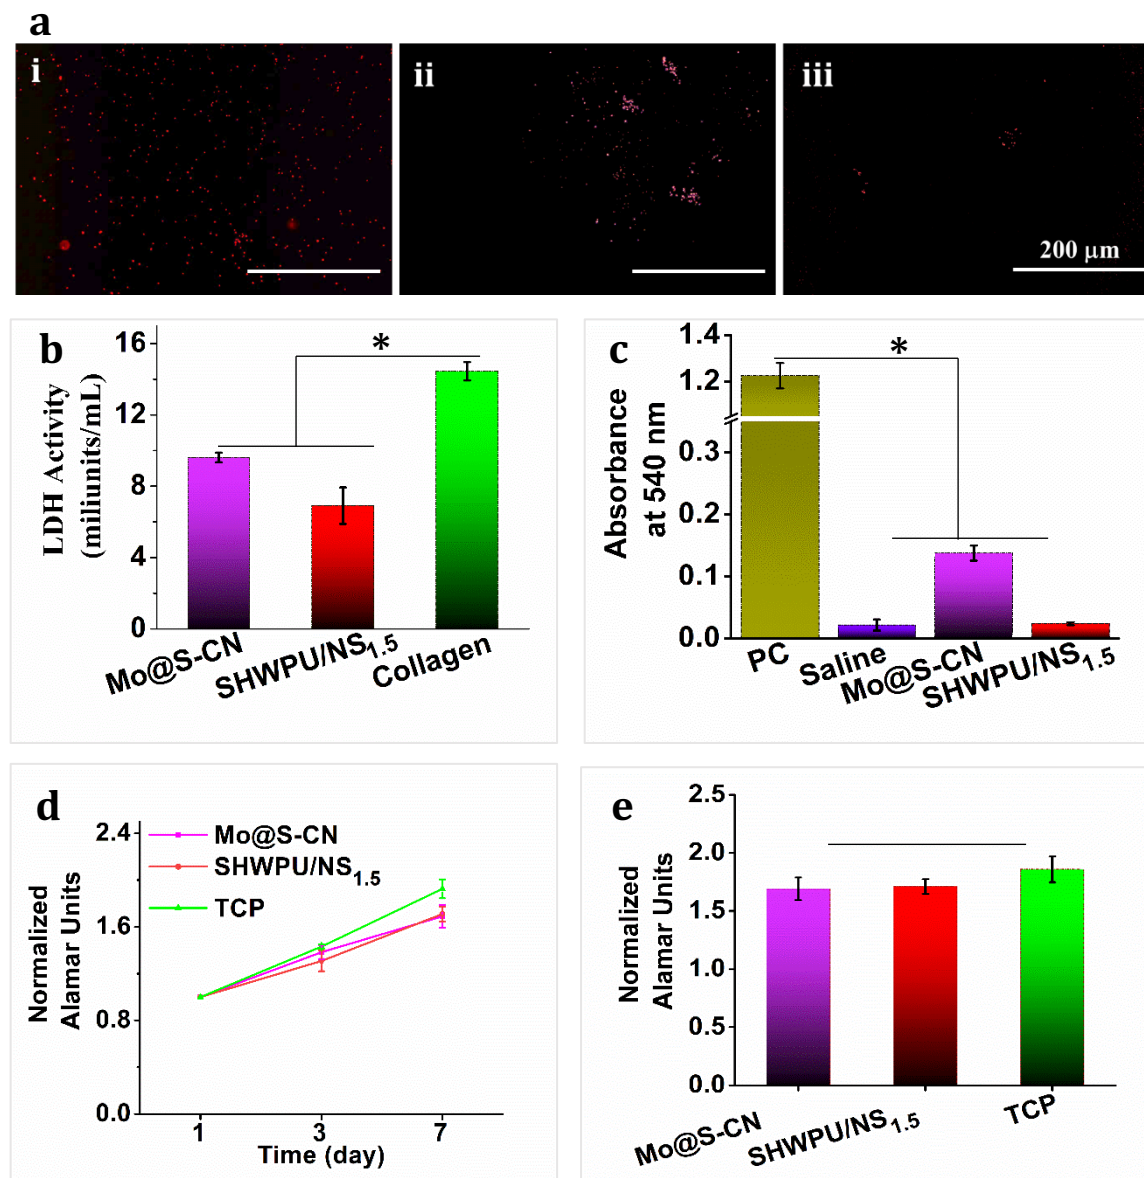 a
i
ii
iii
200 μm
b
LDH Activity
(miliunits/mL)
16
12
8
4
0
*
Mo@S-CN
SHWPU/NS1.5
Collagen
c
Absorbance
at 540 nm
1.4
1.2
0.3
0.2
0.1
0.0
*
PC
Saline
Mo@S-CN
SHWPU/NS1.5
d
Normalized
Alamar Units
2.4
1.6
0.8
0.0
Mo@S-CN
SHWPU/NS1.5
TCP
1
3
7
Time (day)
e
Normalized
Alamar Units
2.5
2.0
1.5
1.0
0.5
0.0
Mo@S-CN
SHWPU/NS1.5
TCP